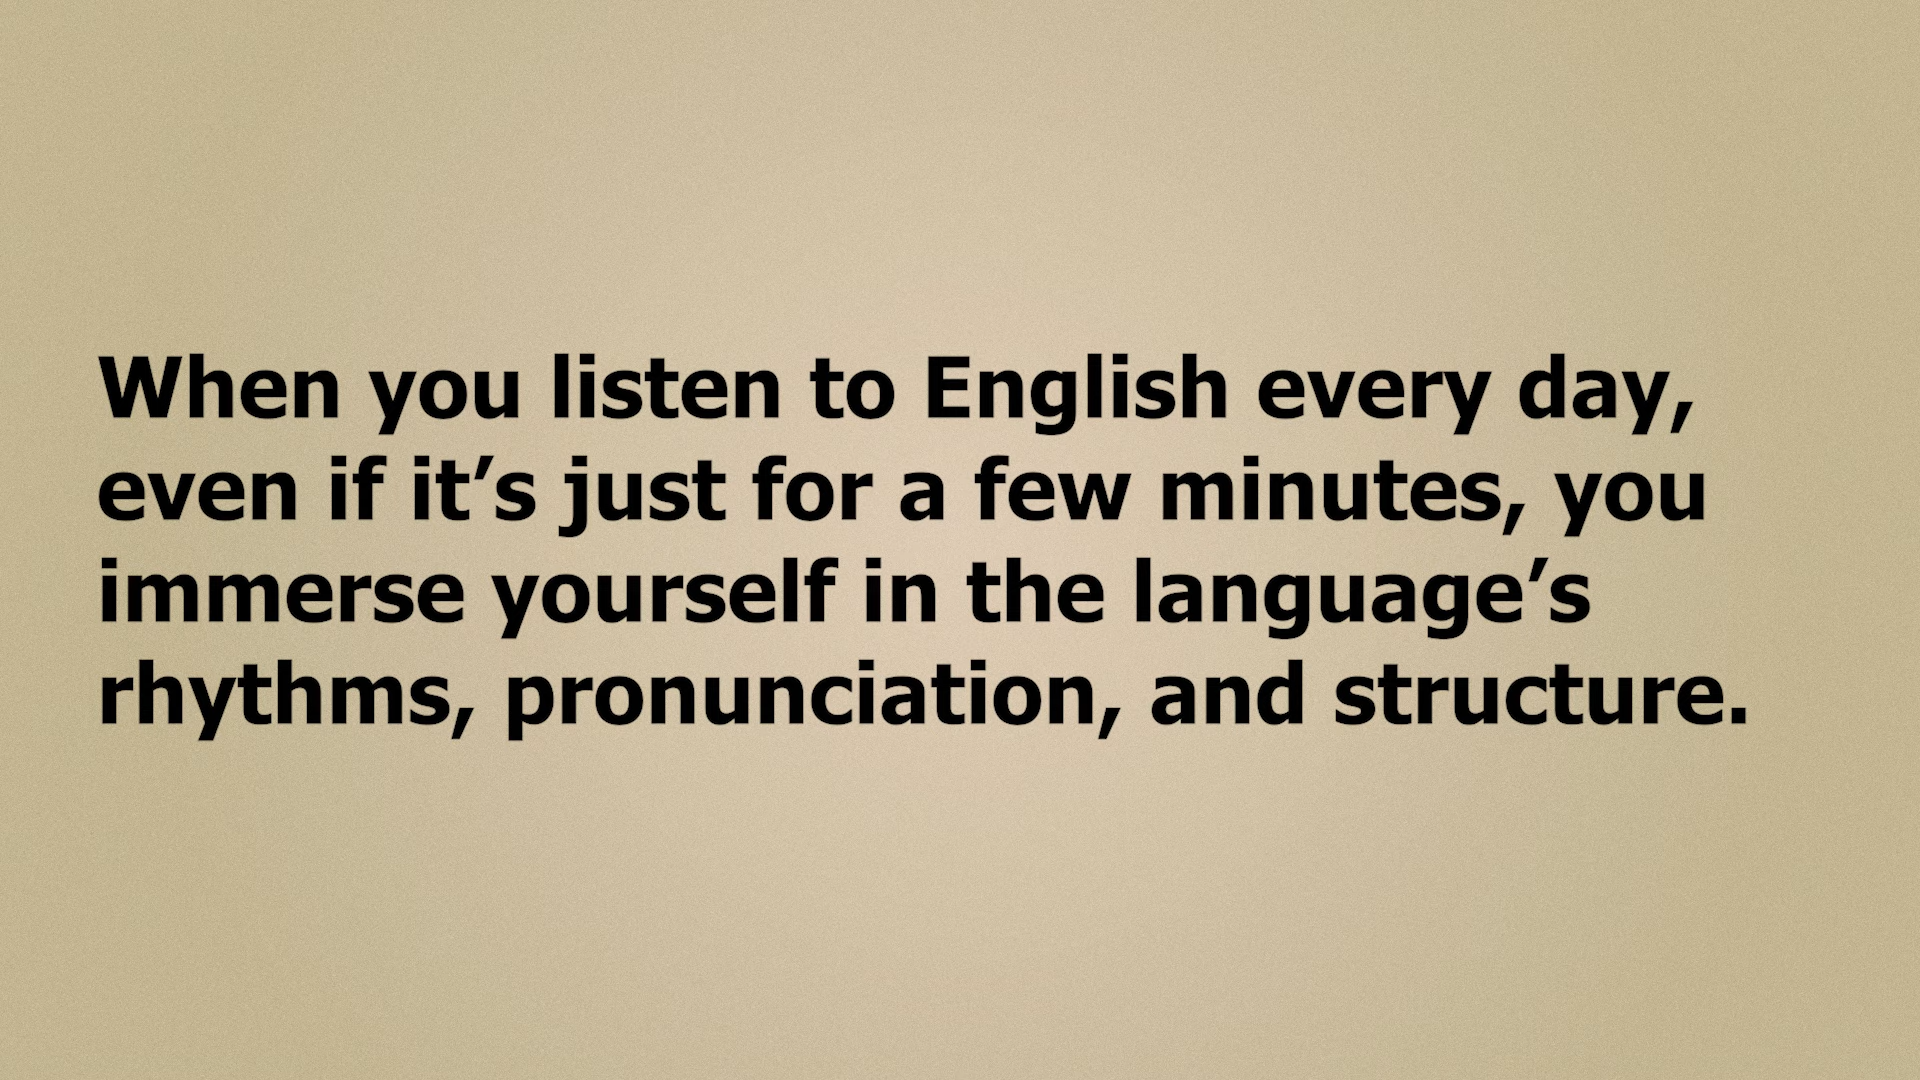 When you listen to English every day,
even if it’s just for a few minutes, you
immerse yourself in the language’s
rhythms, pronunciation, and structure.